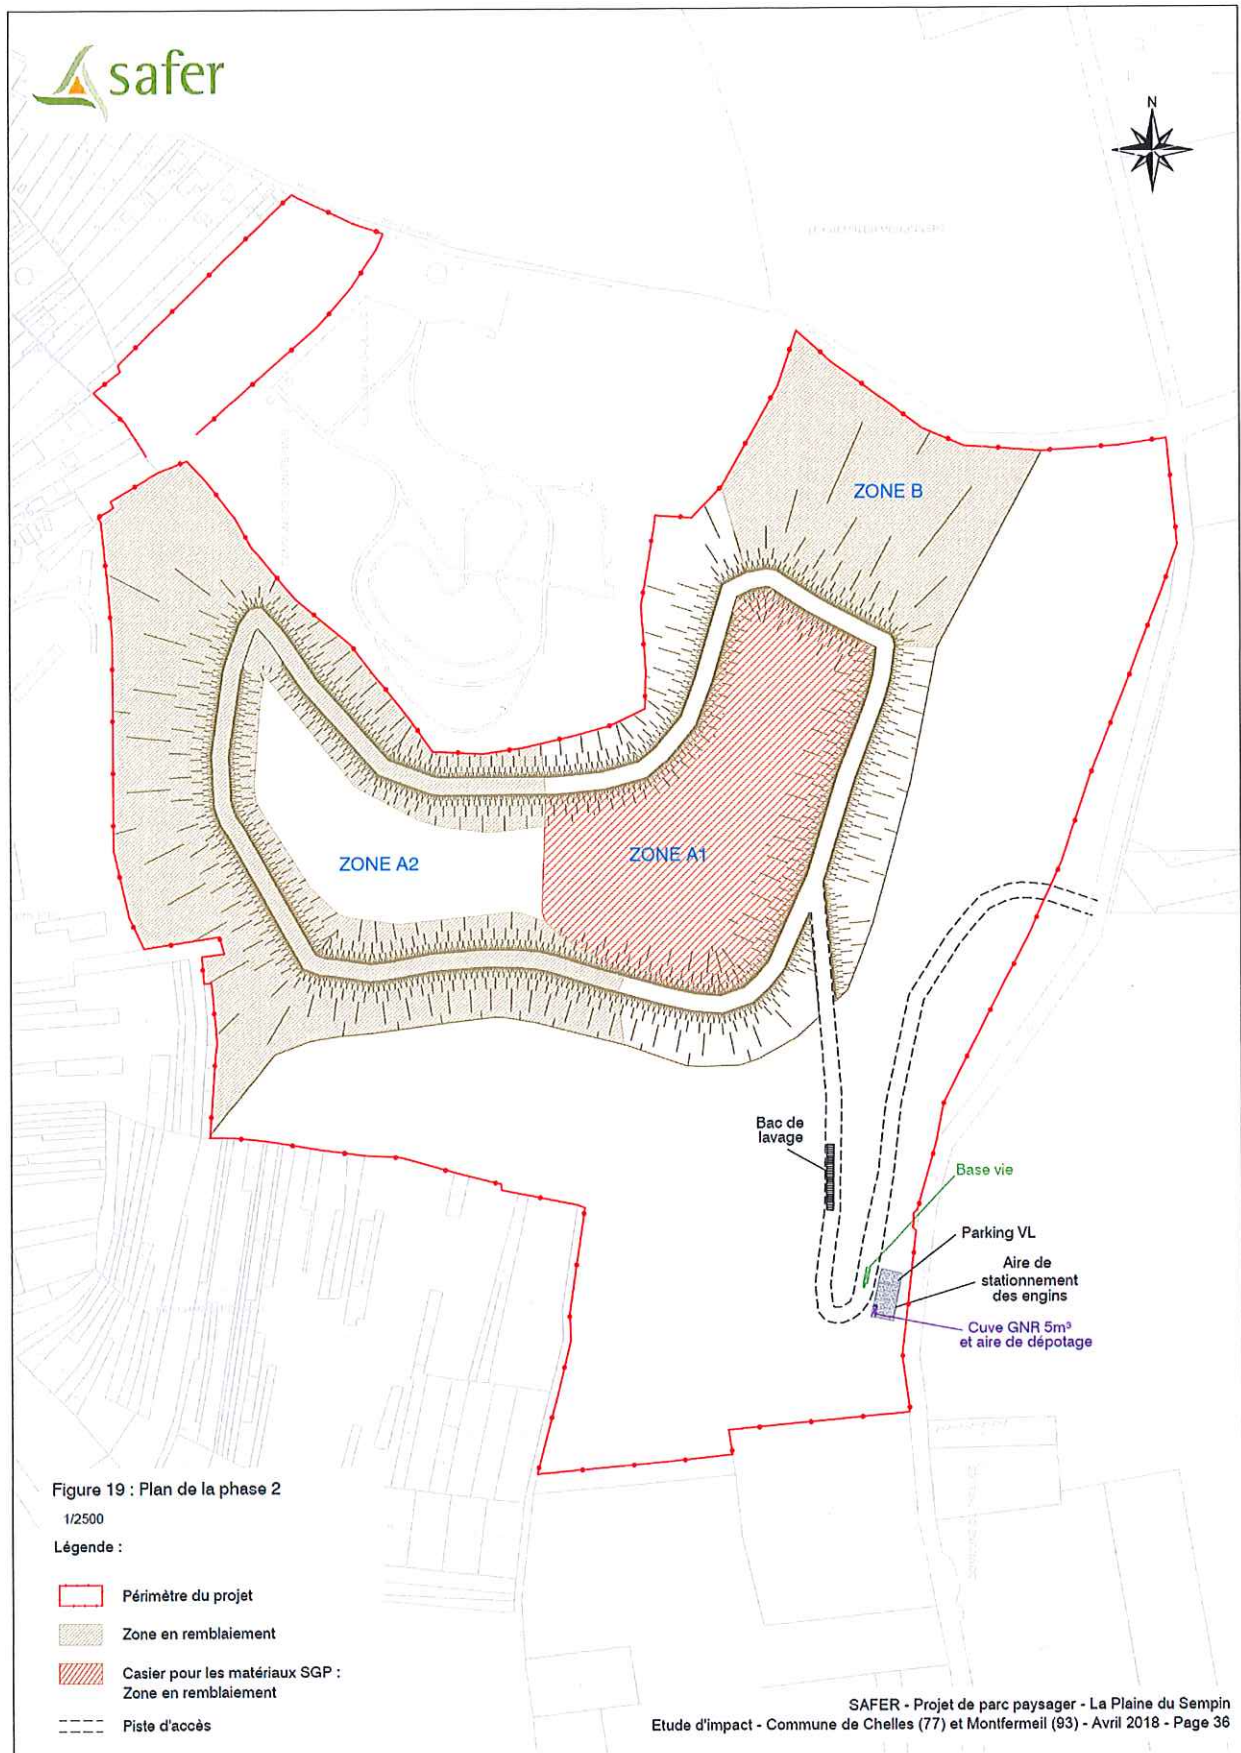 safer
N
ZONE B
ZONE A2
ZONE A1
Bac de
lavage
Base vie
Parking VL
Aire de
stationnement
des engins
Cuve GNR 5m³
et aire de dépotage
Figure 19 : Plan de la phase 2
1/2500
Légende :
Périmètre du projet
Zone en remblaiement
Casier pour les matériaux SGP :
Zone en remblaiement
Piste d'accès
SAFER - Projet de parc paysager - La Plaine du Sempin
Etude d'impact - Commune de Chelles (77) et Montfermeil (93) - Avril 2018 - Page 36